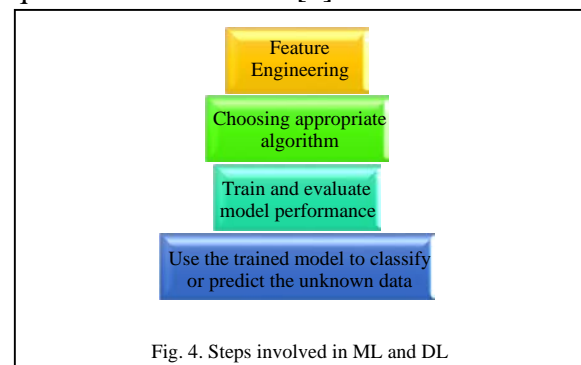 Feature
Engineering
Choosing appropriate
algorithm
Train and evaluate
model performance
Use the trained model to classify
or predict the unknown data
Fig. 4. Steps involved in ML and DL